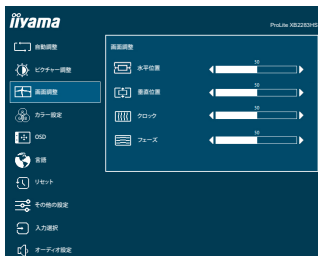 iiyama
ProLite XB2283HS
自動調整
ピクチャー調整
画面調整
カラー設定
OSD
言語
リセット
その他の設定
入力選択
オーディオ設定
画面調整
水平位置
50
垂直位置
50
クロック
50
フェーズ
50